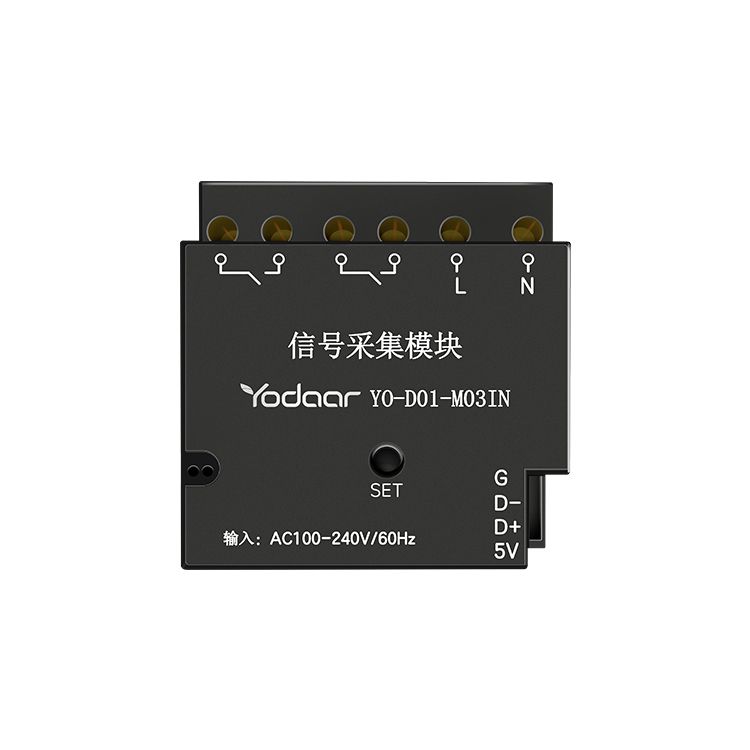 L N
信号采集模块
Yodaar YO-D01-M03IN
SET
G
D-
D+
5V
输入：AC100-240V/60Hz